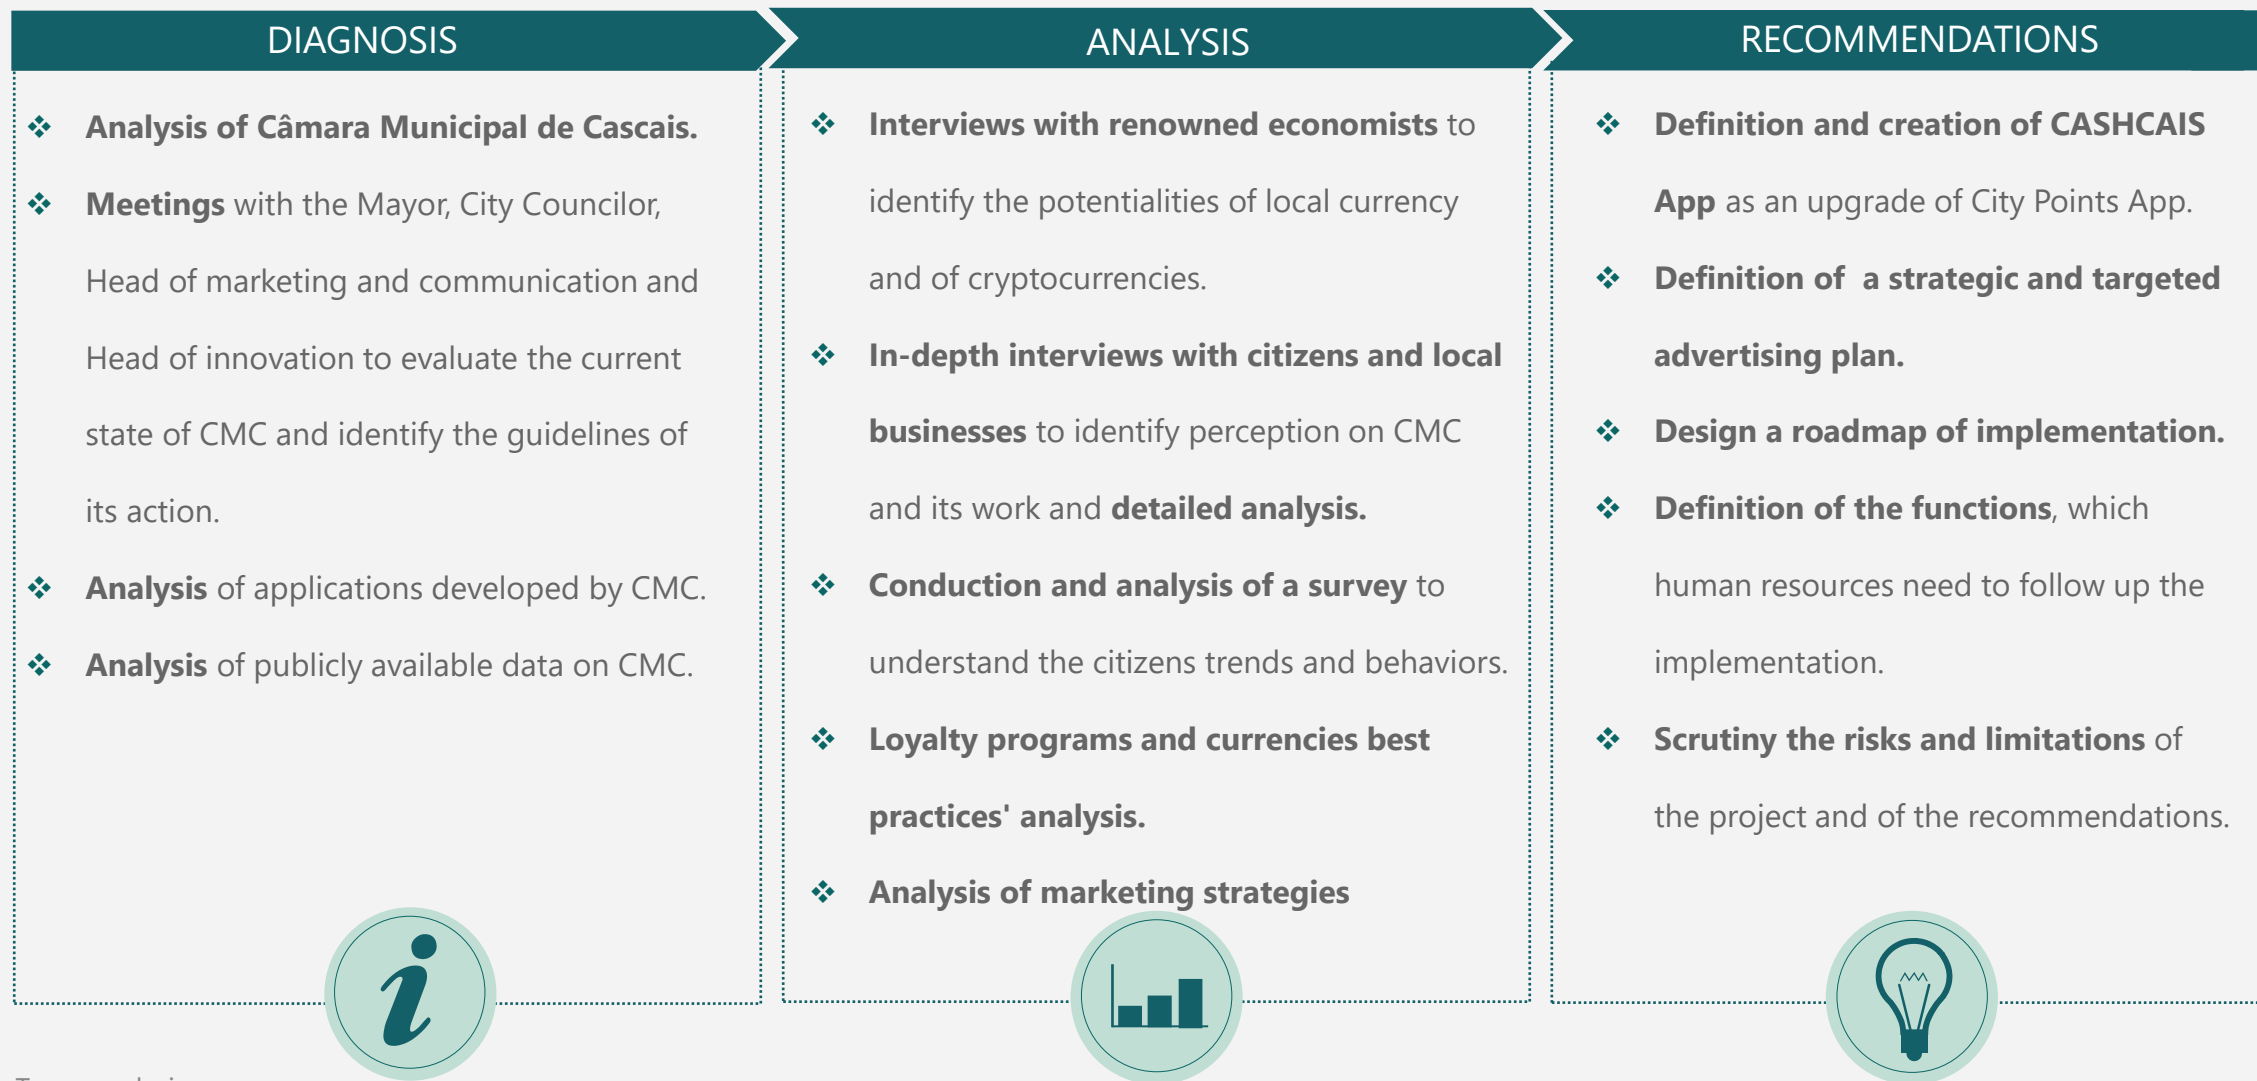 DIAGNOSIS
❖ Analysis of Câmara Municipal de Cascais.
❖ Meetings with the Mayor, City Councilor,
Head of marketing and communication and
Head of innovation to evaluate the current
state of CMC and identify the guidelines of
its action.
❖ Analysis of applications developed by CMC.
❖ Analysis of publicly available data on CMC.
ANALYSIS
❖ Interviews with renowned economists to
identify the potentialities of local currency
and of cryptocurrencies.
❖ In-depth interviews with citizens and local
businesses to identify perception on CMC
and its work and detailed analysis.
❖ Conduction and analysis of a survey to
understand the citizens trends and behaviors.
❖ Loyalty programs and currencies best
practices' analysis.
❖ Analysis of marketing strategies
RECOMMENDATIONS
❖ Definition and creation of CASHCAIS
App as an upgrade of City Points App.
❖ Definition of  a strategic and targeted
advertising plan.
❖ Design a roadmap of implementation.
❖ Definition of the functions, which
human resources need to follow up the
implementation.
❖ Scrutiny the risks and limitations of
the project and of the recommendations.